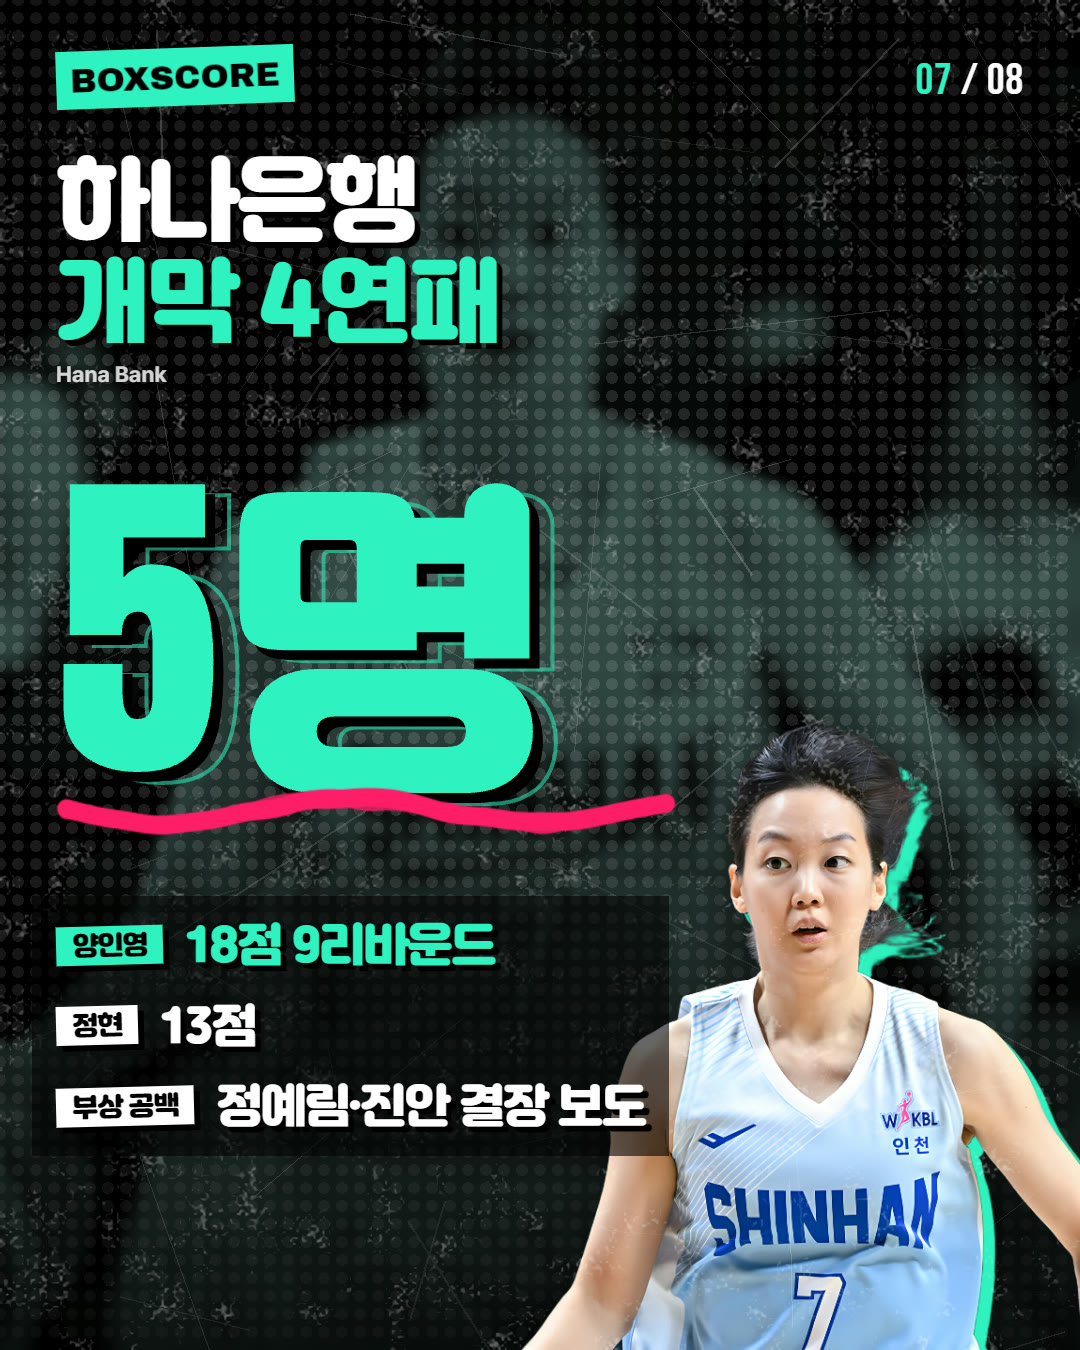 BOXSCORE
07 / 08
하나은행
개막 4연패
Hana Bank
5명
양인영 18점 9리바운드
정현 13점
부상 공백 정예림·진안 결장 보도
W KBL
인천
SHINHAN
7